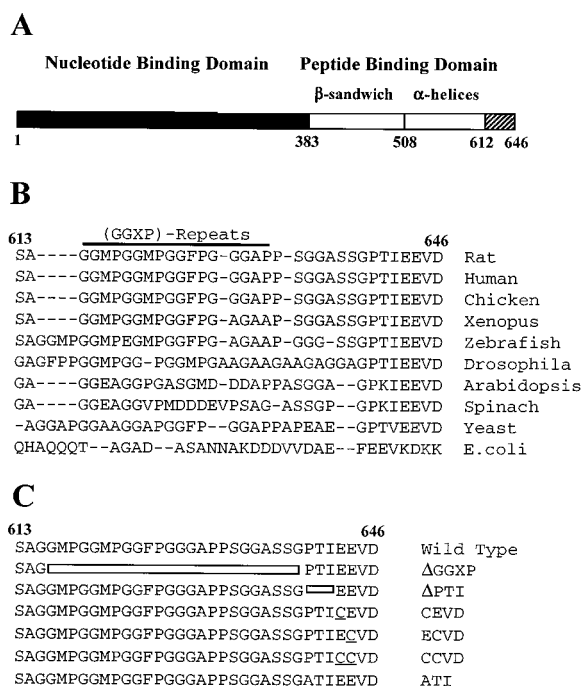 A
Nucleotide Binding Domain Peptide Binding Domain
β-sandwich α-helices
1 383 508 612 646
B
(GGXP)-Repeats
613 646
SA----GGMPGGMPGGFPG-GGAPP-SGGASSGPTIEEVD Rat
SA----GGMPGGMPGGFPG-GGAPP-SGGASSGPTIEEVD Human
SA----GGMPGGMPGGFPG-GGAPP-SGGASSGPTIEEVD Chicken
SA----GGMPGGMPGGFPG-AGAAP-SGGASSGPTIEEVD Xenopus
SAGGMPGGMPEGMPGGFPG-AGAAP-GGG-SSGPTIEEVD Zebrafish
GAGFPPGGMPGG-PGGMPGAAGAAGAAGAGGAGPTIEEVD Drosophila
GA----GGEAGGPGASGMD-DDAPPASGGA--GPKIEEVD Arabidopsis
GA----GGEAGGVPMDDDEVPSAG-ASSGP--GPKIEEVD Spinach
-AGGAPGGAAGGAPGGFP--GGAPPAPEAE--GPTVEEVD Yeast
QHAQQQT--AGAD--ASANNAKDDDVVDAE--FEEVKDKK E.coli
C
613 646
SAGGMPGGMPGGFPGGGAPPSGGASSGPTIEEVD Wild Type
SAG PTIEEVD ΔGGXP
SAGGMPGGMPGGFPGGGAPPSGGASSG EEVD ΔPTI
SAGGMPGGMPGGFPGGGAPPSGGASSGPTICEVD CEVD
SAGGMPGGMPGGFPGGGAPPSGGASSGPTIECVD ECVD
SAGGMPGGMPGGFPGGGAPPSGGASSGPTICCVD CCVD
SAGGMPGGMPGGFPGGGAPPSGGASSGATIEEVD ATI